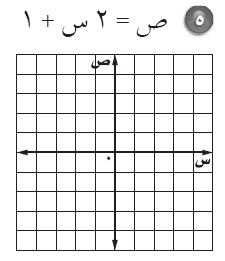 ٥ ص = ٢ س + ١
ص
٠
س